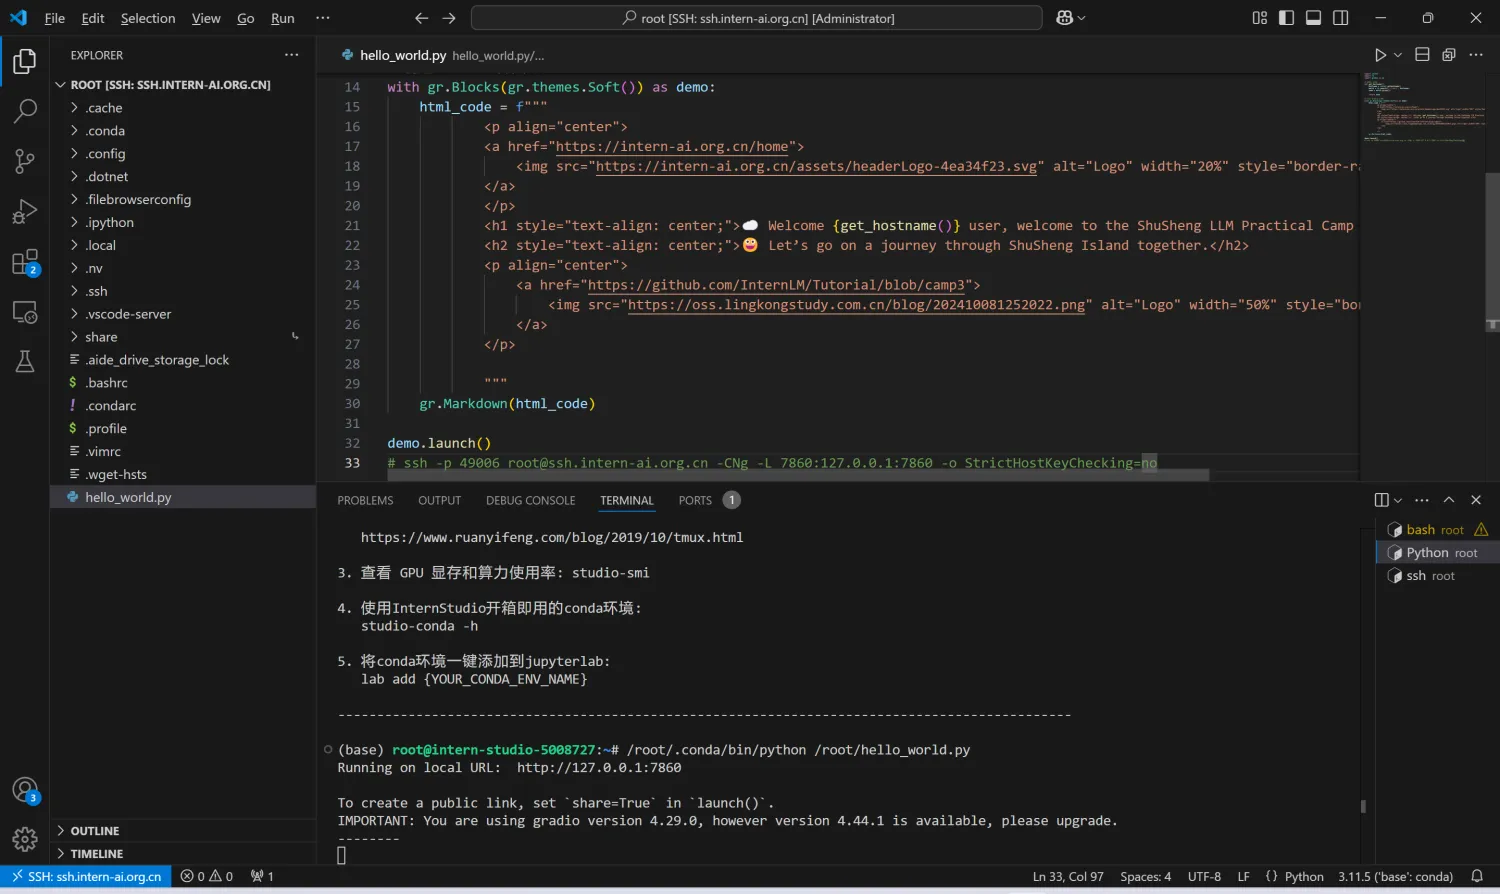 File Edit Selection View Go Run ··· root [SSH: ssh.intern-ai.org.cn] [Administrator]
EXPLORER ···
ROOT [SSH: SSH.INTERN-AI.ORG.CN]
.cache
.conda
.config
.dotnet
.filebrowserconfig
.ipython
.local
.nv
.ssh
.vscode-server
share
.aide_drive_storage_lock
$ .bashrc
! .condarc
$ .profile
.vimrc
.wget-hsts
hello_world.py
OUTLINE
TIMELINE
2
3
hello_world.py hello_world.py/...
14 with gr.Blocks(gr.themes.Soft()) as demo:
15 html_code = f"""
16 <p align="center">
17 <a href="https://intern-ai.org.cn/home">
18 <img src="https://intern-ai.org.cn/assets/headerLogo-4ea34f23.svg" alt="Logo" width="20%" style="border-ra
19 </a>
20 </p>
21 <h1 style="text-align: center;">☁️ Welcome {get_hostname()} user, welcome to the ShuSheng LLM Practical Camp
22 <h2 style="text-align: center;">😀 Let’s go on a journey through ShuSheng Island together.</h2>
23 <p align="center">
24 <a href="https://github.com/InternLM/Tutorial/blob/camp3">
25 <img src="https://oss.lingkongstudy.com.cn/blog/202410081252022.png" alt="Logo" width="50%" style="bor
26 </a>
27 </p>
28
29 """
30 gr.Markdown(html_code)
31
32 demo.launch()
33 # ssh -p 49006 root@ssh.intern-ai.org.cn -CNg -L 7860:127.0.0.1:7860 -o StrictHostKeyChecking=no
PROBLEMS OUTPUT DEBUG CONSOLE TERMINAL PORTS 1
https://www.ruanyifeng.com/blog/2019/10/tmux.html
3. 查看 GPU 显存和算力使用率: studio-smi
4. 使用InternStudio开箱即用的conda环境:
studio-conda -h
5. 将conda环境一键添加到jupyterlab:
lab add {YOUR_CONDA_ENV_NAME}
----------------------------------------------------------------------------------------------
(base) root@intern-studio-5008727:~# /root/.conda/bin/python /root/hello_world.py
Running on local URL:  http://127.0.0.1:7860
To create a public link, set `share=True` in `launch()`.
IMPORTANT: You are using gradio version 4.29.0, however version 4.44.1 is available, please upgrade.
--------
bash root
Python root
ssh root
SSH: ssh.intern-ai.org.cn 0 0 1 Ln 33, Col 97 Spaces: 4 UTF-8 LF {} Python 3.11.5 ('base': conda)